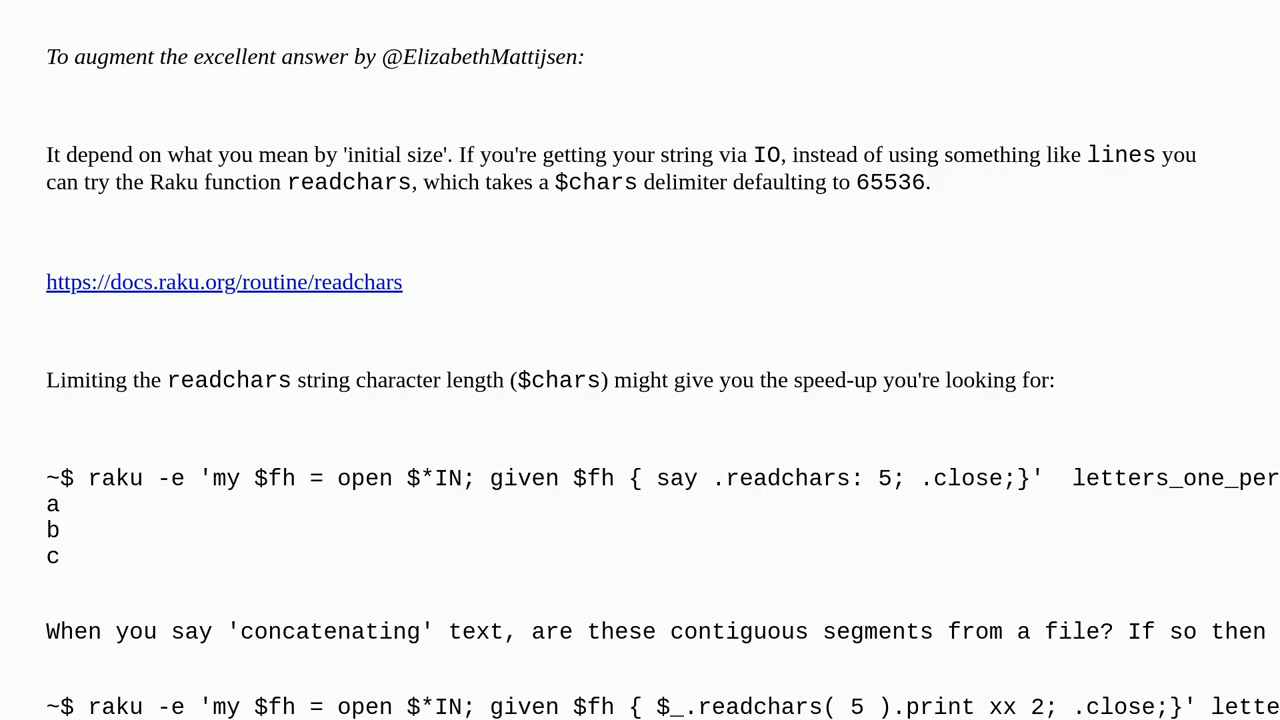 To augment the excellent answer by @ElizabethMattijsen:
It depend on what you mean by 'initial size'. If you're getting your string via IO, instead of using something like lines you
can try the Raku function readchars, which takes a $chars delimiter defaulting to 65536.
https://docs.raku.org/routine/readchars
Limiting the readchars string character length ($chars) might give you the speed-up you're looking for:
~$ raku -e 'my $fh = open $*IN; given $fh { say .readchars: 5; .close;}'  letters_one_per
a
b
c
When you say 'concatenating' text, are these contiguous segments from a file? If so then
~$ raku -e 'my $fh = open $*IN; given $fh { $_.readchars( 5 ).print xx 2; .close;}' lette